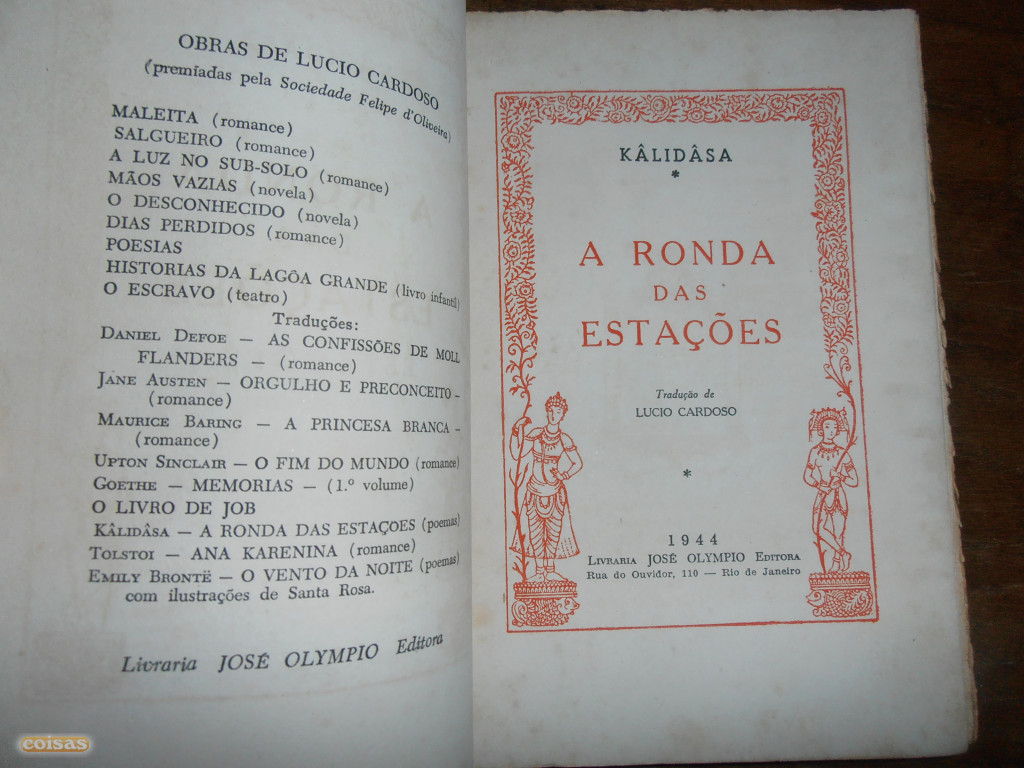 OBRAS DE LUCIO CARDOSO
(premiadas pela Sociedade Felipe d'Oliveira)
MALEITA (romance)
SALGUEIRO (romance)
A LUZ NO SUB-SOLO (romance)
MÃOS VAZIAS (novela)
O DESCONHECIDO (novela)
DIAS PERDIDOS (romance)
POESIAS
HISTORIAS DA LAGÔA GRANDE (livro infantil)
O ESCRAVO (teatro)
Traduções:
DANIEL DEFOE — AS CONFISSÕES DE MOLL
FLANDERS — (romance)
JANE AUSTEN — ORGULHO E PRECONCEITO -
(romance)
MAURICE BARING — A PRINCESA BRANCA -
(romance)
UPTON SINCLAIR — O FIM DO MUNDO (romance)
GOETHE — MEMORIAS — (1.º volume)
O LIVRO DE JOB
KÂLIDÂSA — A RONDA DAS ESTAÇOES (poemas)
TOLSTOI — ANA KARENINA (romance)
EMILY BRONTË — O VENTO DA NOITE (poemas)
com ilustrações de Santa Rosa.
Livraria JOSÉ OLYMPIO Editora
KÂLIDÂSA
*
A RONDA
DAS
ESTAÇÕES
Tradução de
LUCIO CARDOSO
*
1944
LIVRARIA JOSÉ OLYMPIO EDITORA
Rua do Ouvidor, 110 — Rio de Janeiro
coisas